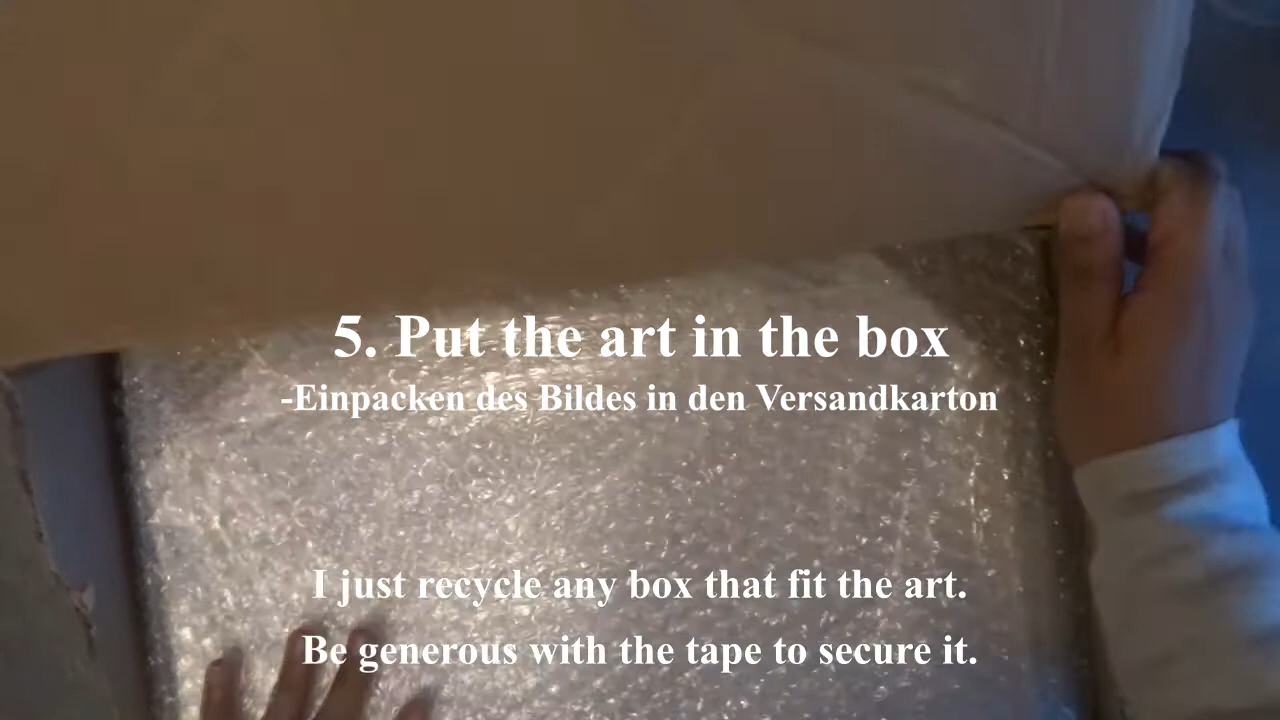 5. Put the art in the box
-Einpacken des Bildes in den Versandkarton
I just recycle any box that fit the art.
Be generous with the tape to secure it.